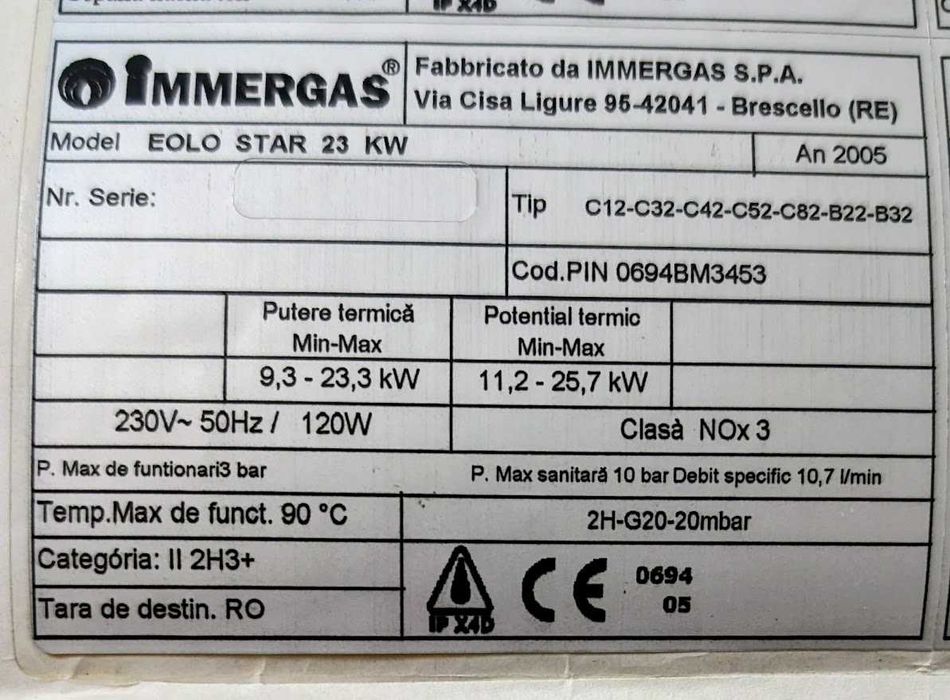 IP X4D
IMMERGAS®
Fabbricato da IMMERGAS S.P.A.
Via Cisa Ligure 95-42041 - Brescello (RE)
Model EOLO STAR 23 KW
An 2005
Nr. Serie:
Tip C12-C32-C42-C52-C82-B22-B32
Cod.PIN 0694BM3453
Putere termică
Min-Max
Potential termic
Min-Max
9,3 - 23,3 kW
11,2 - 25,7 kW
230V~ 50Hz / 120W
Clasà NOx 3
P. Max de funtionari3 bar
P. Max sanitară 10 bar Debit specific 10,7 l/min
Temp.Max de funct. 90 °C
2H-G20-20mbar
Categória: II 2H3+
Tara de destin. RO
IP X4D
CE
0694
05